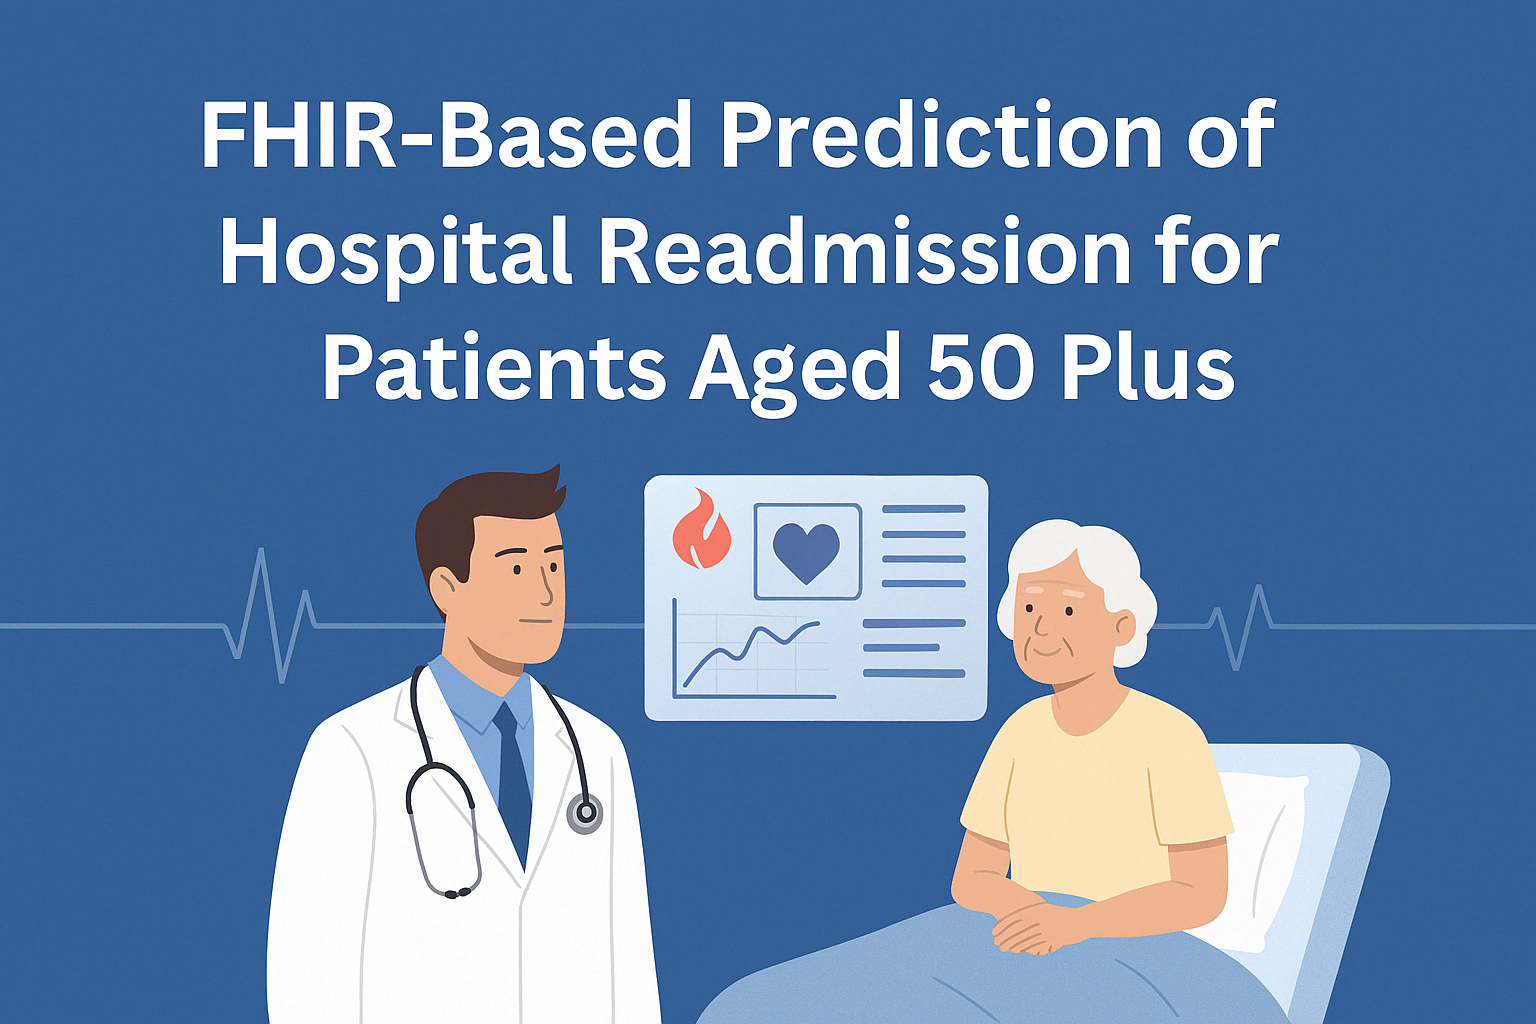 FHIR-Based Prediction of
Hospital Readmission for
Patients Aged 50 Plus